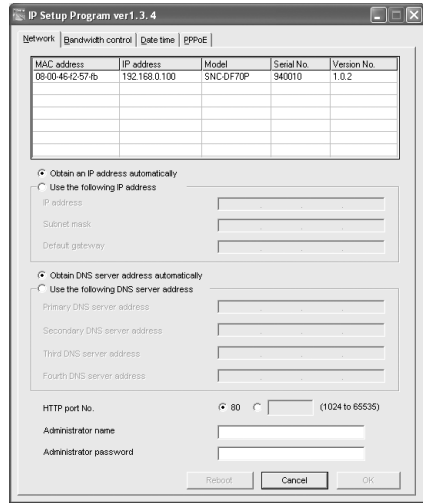 IP Setup Program ver1.3.4
Network Bandwidth control Date time PPPoE
MAC address IP address Model Serial No. Version No.
08-00-46-f2-57-fb 192.168.0.100 SNC-DF70P 940010 1.0.2
Obtain an IP address automatically
Use the following IP address
IP address
Subnet mask
Default gateway
Obtain DNS server address automatically
Use the following DNS server address
Primary DNS server address
Secondary DNS server address
Third DNS server address
Fourth DNS server address
HTTP port No. 80 (1024 to 65535)
Administrator name
Administrator password
Reboot Cancel OK